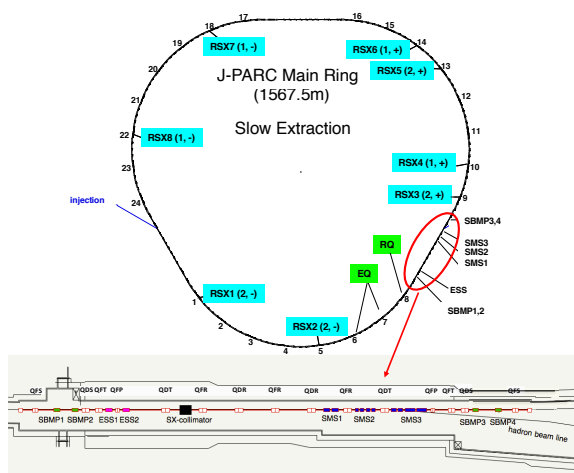 17
16
18
15
RSX7 (1, -)
RSX6 (1, +)
14
19
RSX5 (2, +)
13
J-PARC Main Ring
20
(1567.5m)
12
21
Slow Extraction
11
22
RSX8 (1, -)
RSX4 (1, +)
10
23
RSX3 (2, +)
9
injection
24
SBMP3,4
RQ
SMS3
SMS2
SMS1
EQ
ESS
RSX1 (2, -)
8
1
SBMP1,2
7
2
RSX2 (2, -)
6
3
4
5
QFS
QDS
QFT
QFP
QDT
QFR
QDR
QFR
QDR
QFR
QDT
QFP
QFT
QDS
QFS
SBMP1
SBMP2
ESS1
ESS2
SX-collimator
SMS1
SMS2
SMS3
SBMP3
SBMP4
hadron beam line